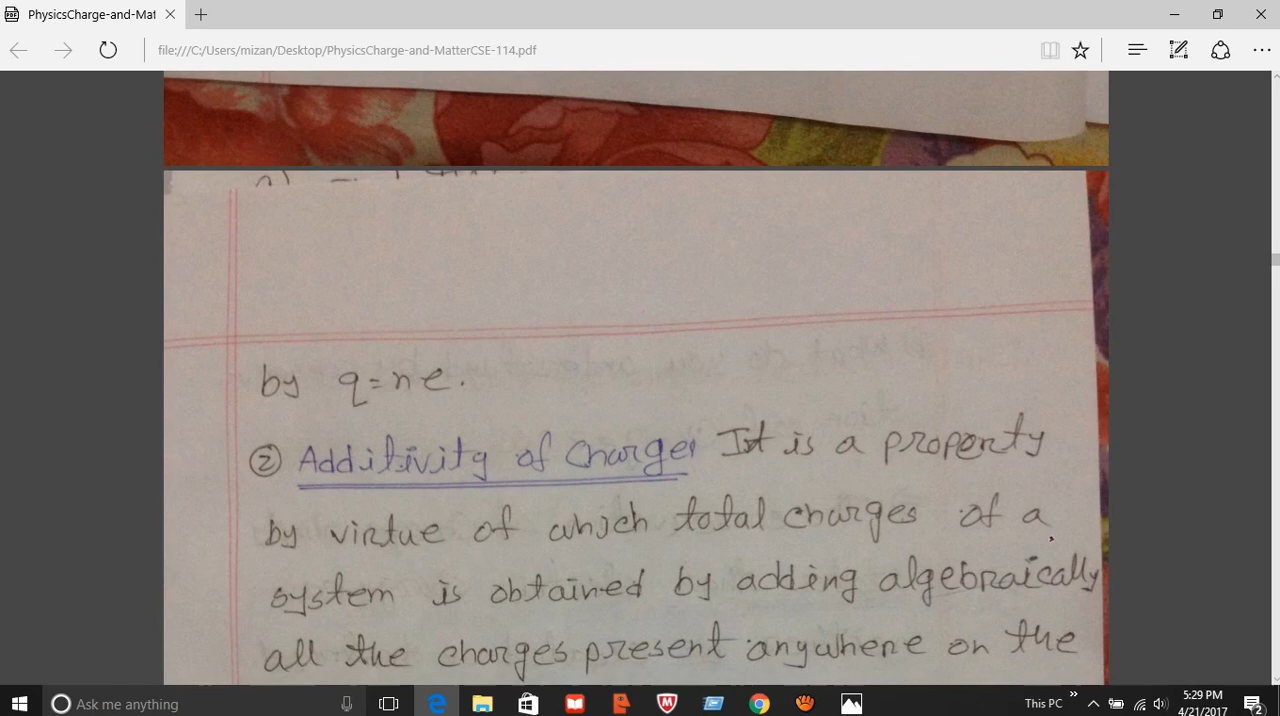 PhysicsCharge-and-Mat
file:///C:/Users/mizan/Desktop/PhysicsCharge-and-MatterCSE-114.pdf
by q=ne.
② Additivity of Charge: It is a property
by virtue of which total charges of a
system is obtained by adding algebraically
all the charges present anywhere on the
Ask me anything
This PC
5:29 PM
4/21/2017
2